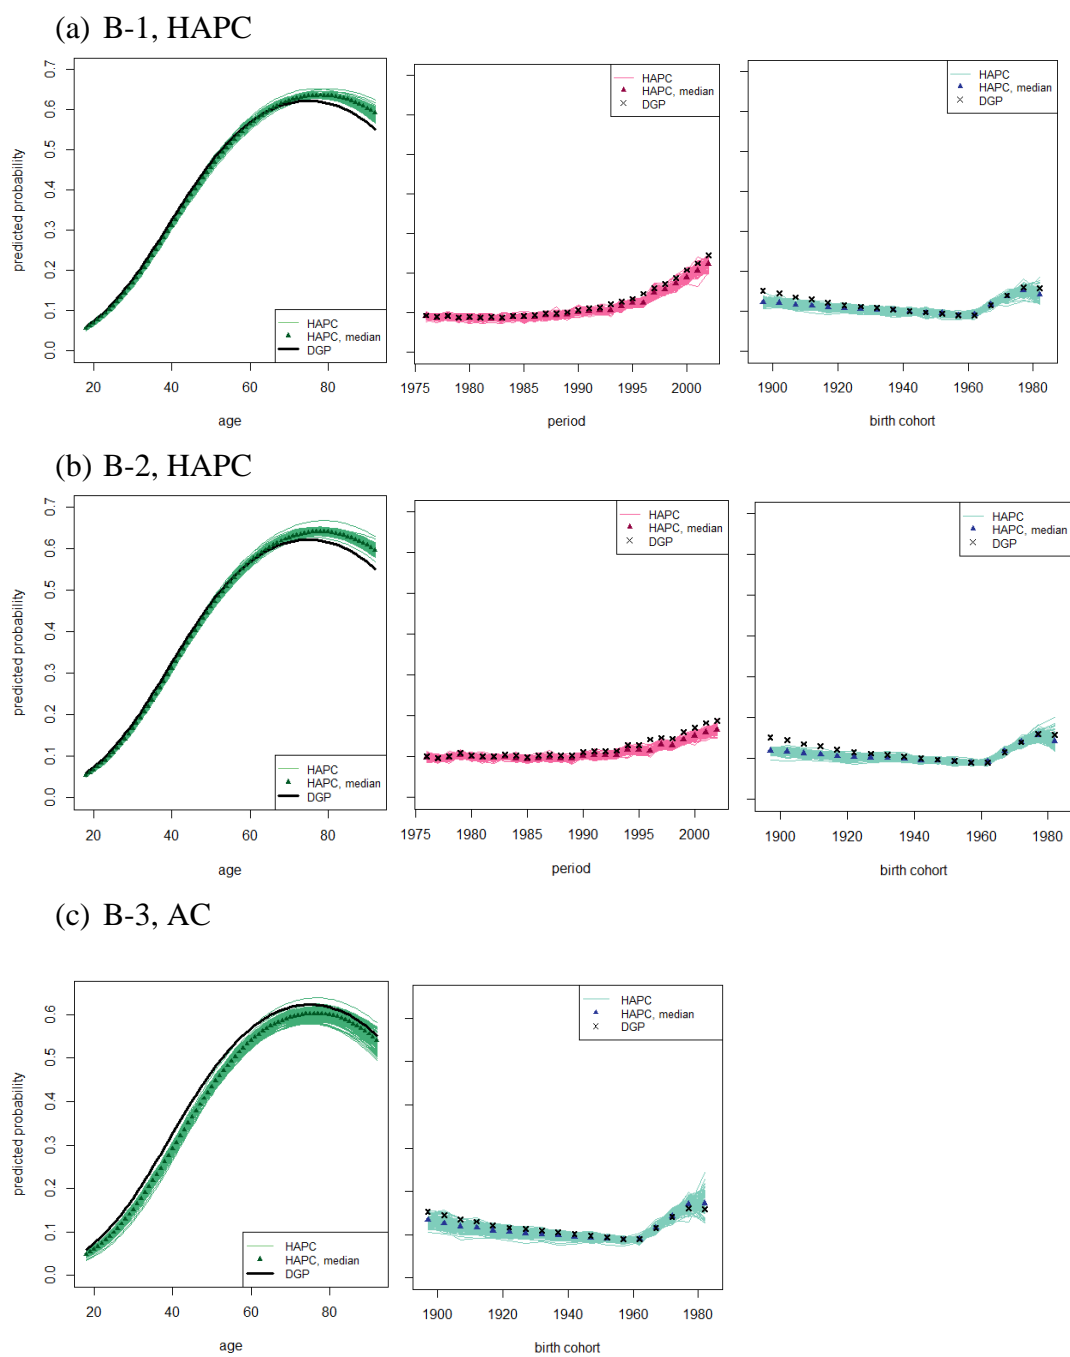 (a) B-1, HAPC
predicted probability
0.0 0.1 0.2 0.3 0.4 0.5 0.6 0.7
20 40 60 80
age
HAPC
HAPC, median
DGP
1975 1980 1985 1990 1995 2000
period
HAPC
HAPC, median
DGP
1900 1920 1940 1960 1980
birth cohort
HAPC
HAPC, median
DGP
(b) B-2, HAPC
predicted probability
0.0 0.1 0.2 0.3 0.4 0.5 0.6 0.7
20 40 60 80
age
HAPC
HAPC, median
DGP
1975 1980 1985 1990 1995 2000
period
HAPC
HAPC, median
DGP
1900 1920 1940 1960 1980
birth cohort
HAPC
HAPC, median
DGP
(c) B-3, AC
predicted probability
0.0 0.1 0.2 0.3 0.4 0.5 0.6
20 40 60 80
age
HAPC
HAPC, median
DGP
1900 1920 1940 1960 1980
birth cohort
HAPC
HAPC, median
DGP